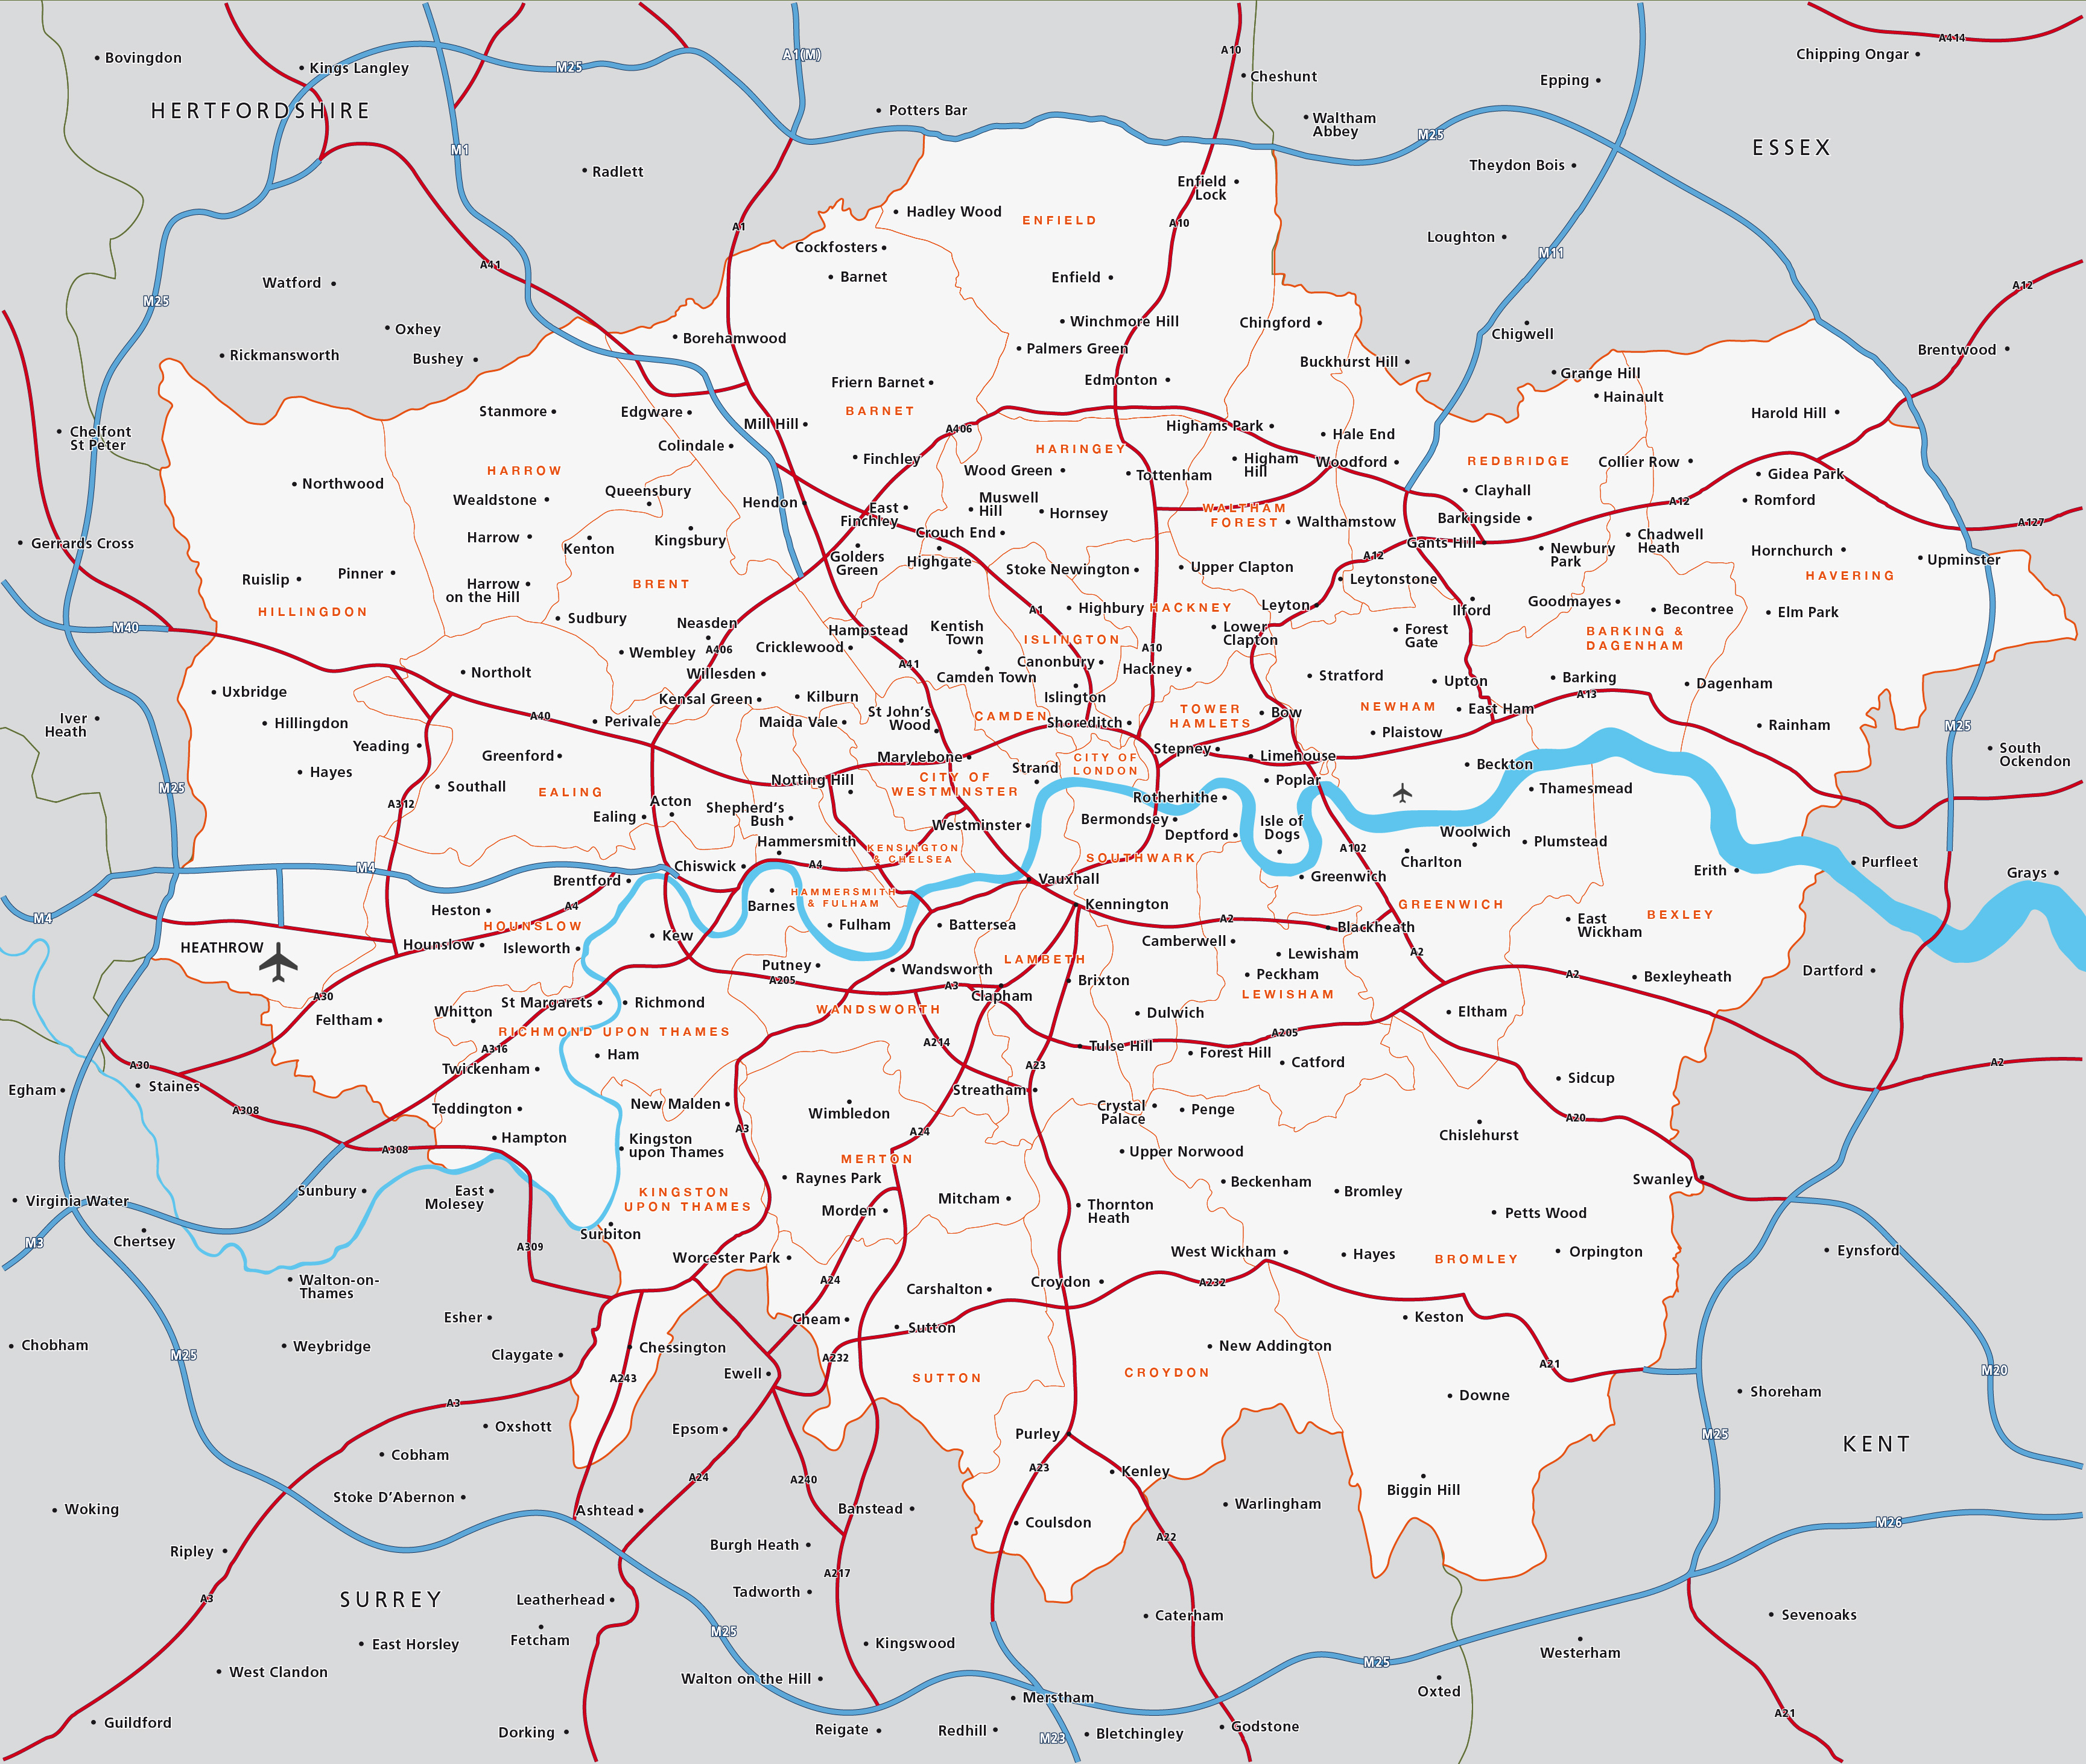 Bovingdon
Kings Langley
M25
A1(M)
A10
Cheshunt
A414
Chipping Ongar
Epping
HERTFORDSHIRE
Potters Bar
Waltham
Abbey
M25
ESSEX
M1
Radlett
Theydon Bois
Enfield
Lock
Hadley Wood
ENFIELD
A1
A10
Loughton
Cockfosters
M11
A41
Barnet
Enfield
Watford
A12
M25
Oxhey
Winchmore Hill
Chingford
Chigwell
Borehamwood
Rickmansworth
Bushey
Palmers Green
Buckhurst Hill
Brentwood
Grange Hill
Friern Barnet
Edmonton
Hainault
Stanmore
Edgware
BARNET
Harold Hill
Mill Hill
A406
Highams Park
Chelfont
St Peter
Colindale
HARINGEY
Hale End
Finchley
HARROW
Wood Green
Tottenham
Higham
Hill
Woodford
REDBRIDGE
Collier Row
Gidea Park
Northwood
Queensbury
Clayhall
Wealdstone
Hendon
Muswell
Hill
A12
Romford
East
Finchley
Hornsey
WALTHAM
FOREST
Walthamstow
Barkingside
A127
Harrow
Kenton
Kingsbury
Crouch End
Gerrards Cross
Gants Hill
Chadwell
Heath
Newbury
Park
Hornchurch
Golders
Green
Highgate
A12
Upminster
Ruislip
Pinner
Stoke Newington
Upper Clapton
Leytonstone
HAVERING
Harrow
on the Hill
BRENT
HILLINGDON
Sudbury
A1
Highbury
HACKNEY
Leyton
Ilford
Goodmayes
Becontree
Elm Park
M40
Neasden
Hampstead
Kentish
Town
ISLINGTON
Lower
Clapton
Forest
Gate
BARKING &
DAGENHAM
Wembley
A406
Cricklewood
A41
Canonbury
A10
Hackney
Northolt
Willesden
Camden Town
Stratford
Upton
Barking
Dagenham
Uxbridge
Kensal Green
Kilburn
Islington
A13
Iver
Heath
Hillingdon
A40
Perivale
Maida Vale
St John's
Wood
CAMDEN
Shoreditch
TOWER
HAMLETS
Bow
NEWHAM
East Ham
Rainham
M25
Yeading
Greenford
Marylebone
Stepney
Limehouse
Plaistow
South
Ockendon
Hayes
Strand
CITY OF
LONDON
Beckton
M25
Southall
EALING
Notting Hill
CITY OF
WESTMINSTER
Poplar
Thamesmead
A312
Acton
Shepherd's
Bush
Rotherhithe
Ealing
Westminster
Bermondsey
Deptford
Isle of
Dogs
Woolwich
Plumstead
Hammersmith
KENSINGTON
& CHELSEA
SOUTHWARK
A102
Charlton
Purfleet
M4
Chiswick
A4
Erith
Grays
Brentford
Vauxhall
Greenwich
M4
Heston
A4
Barnes
HAMMERSMITH
& FULHAM
Kennington
GREENWICH
BEXLEY
HOUNSLOW
Fulham
Battersea
A2
Blackheath
East
Wickham
HEATHROW
Hounslow
Isleworth
Kew
Camberwell
A2
Lewisham
LAMBETH
Putney
Wandsworth
Peckham
A2
Bexleyheath
Dartford
A205
A3
Brixton
Clapham
LEWISHAM
A30
St Margarets
Richmond
WANDSWORTH
Whitton
Dulwich
Eltham
Feltham
RICHMOND UPON THAMES
A205
A316
Ham
A214
Tulse Hill
Forest Hill
Catford
A30
Twickenham
A23
A2
Egham
Staines
Streatham
Sidcup
A308
Teddington
New Malden
Wimbledon
Crystal
Palace
Penge
A20
A3
A24
Chislehurst
Hampton
A308
Kingston
upon Thames
MERTON
Upper Norwood
Raynes Park
Swanley
Virginia Water
Sunbury
East
Molesey
KINGSTON
UPON THAMES
Mitcham
Beckenham
Bromley
Morden
Thornton
Heath
Petts Wood
M3
Chertsey
A309
Surbiton
Worcester Park
West Wickham
Hayes
BROMLEY
Orpington
Eynsford
Walton-on-
Thames
A24
Carshalton
Croydon
A232
Esher
Cheam
Sutton
Keston
Chobham
Weybridge
Claygate
Chessington
New Addington
M25
A232
A21
M20
Ewell
SUTTON
CROYDON
A243
Downe
Shoreham
A3
Oxshott
Epsom
Purley
M25
KENT
Cobham
A23
Kenley
A24
A240
Biggin Hill
Stoke D'Abernon
Warlingham
Woking
Ashtead
Banstead
Coulsdon
M26
A22
Ripley
Burgh Heath
A217
SURREY
A3
Leatherhead
Tadworth
Caterham
Sevenoaks
M25
Fetcham
East Horsley
Kingswood
Westerham
West Clandon
Walton on the Hill
M25
Oxted
Merstham
Guildford
A21
Dorking
Reigate
Redhill
M23
Bletchingley
Godstone